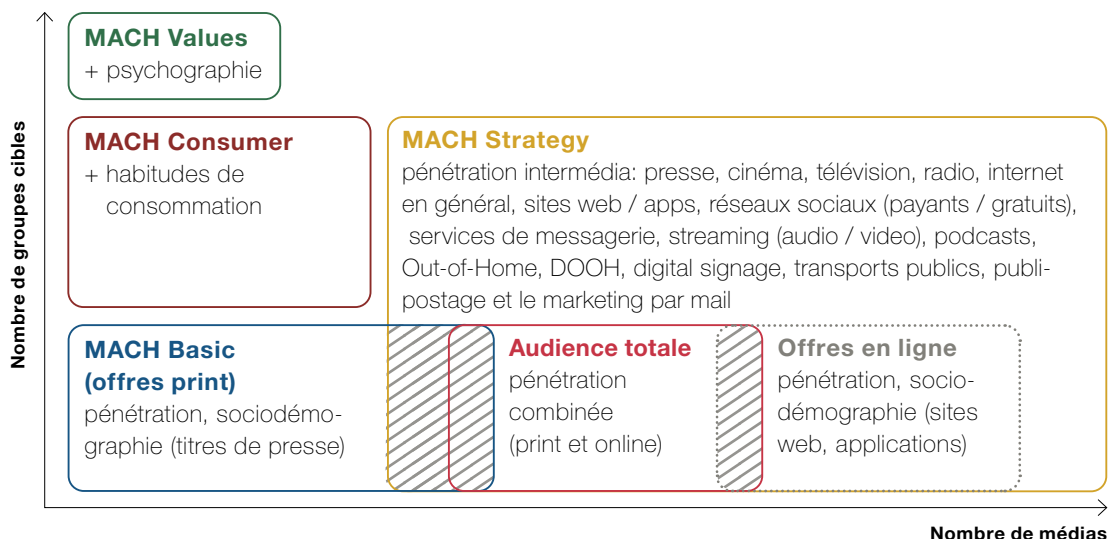 Nombre de groupes cibles
MACH Values
+ psychographie
MACH Consumer
+ habitudes de
consommation
MACH Strategy
pénétration intermédia: presse, cinéma, télévision, radio, internet
en général, sites web / apps, réseaux sociaux (payants / gratuits),
services de messagerie, streaming (audio / video), podcasts,
Out-of-Home, DOOH, digital signage, transports publics, publi-
postage et le marketing par mail
MACH Basic
(offres print)
pénétration, sociodémo-
graphie (titres de presse)
Audience totale
pénétration
combinée
(print et online)
Offres en ligne
pénétration, socio-
démographie (sites
web, applications)
Nombre de médias